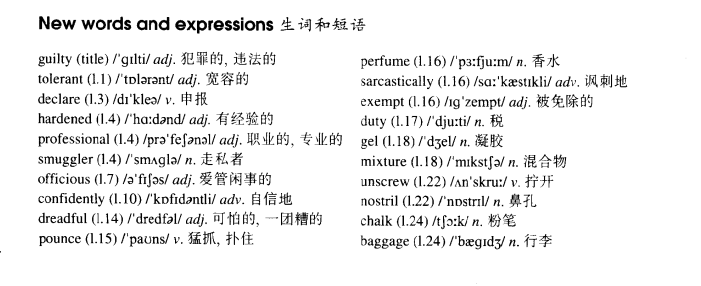 New words and expressions 生词和短语
guilty (title) /'gɪlti/ adj. 犯罪的, 违法的
tolerant (l.1) /'tɒlərənt/ adj. 宽容的
declare (l.3) /dɪ'kleə/ v. 申报
hardened (l.4) /'hɑːdənd/ adj. 有经验的
professional (l.4) /prə'feʃənəl/ adj. 职业的, 专业的
smuggler (l.4) /'smʌglə/ n. 走私者
officious (l.7) /ə'fɪʃəs/ adj. 爱管闲事的
confidently (l.10) /'kɒfɪdəntli/ adv. 自信地
dreadful (l.14) /'dredfəl/ adj. 可怕的, 一团糟的
pounce (l.15) /'paʊns/ v. 猛抓, 扑住
perfume (l.16) /'pɜːfjuːm/ n. 香水
sarcastically (l.16) /sɑː'kæstɪkli/ adv. 讽刺地
exempt (l.16) /ɪg'zempt/ adj. 被免除的
duty (l.17) /'djuːti/ n. 税
gel (l.18) /'dʒel/ n. 凝胶
mixture (l.18) /'mɪkstʃə/ n. 混合物
unscrew (l.22) /ʌn'skruː/ v. 拧开
nostril (l.22) /'nɒstrɪl/ n. 鼻孔
chalk (l.24) /tʃɔːk/ n. 粉笔
baggage (l.24) /'bægɪdʒ/ n. 行李